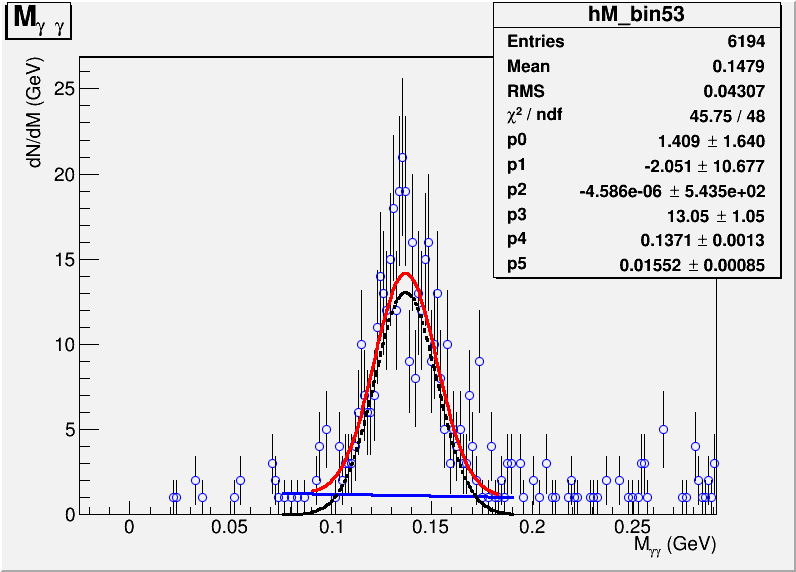 Mγ γ
hM_bin53
Entries 6194
Mean 0.1479
RMS 0.04307
χ² / ndf 45.75 / 48
p0 1.409 ± 1.640
p1 -2.051 ± 10.677
p2 -4.586e-06 ± 5.435e+02
p3 13.05 ± 1.05
p4 0.1371 ± 0.0013
p5 0.01552 ± 0.00085
dN/dM (GeV)
25
20
15
10
5
0
0 0.05 0.1 0.15 0.2 0.25
Mγγ (GeV)